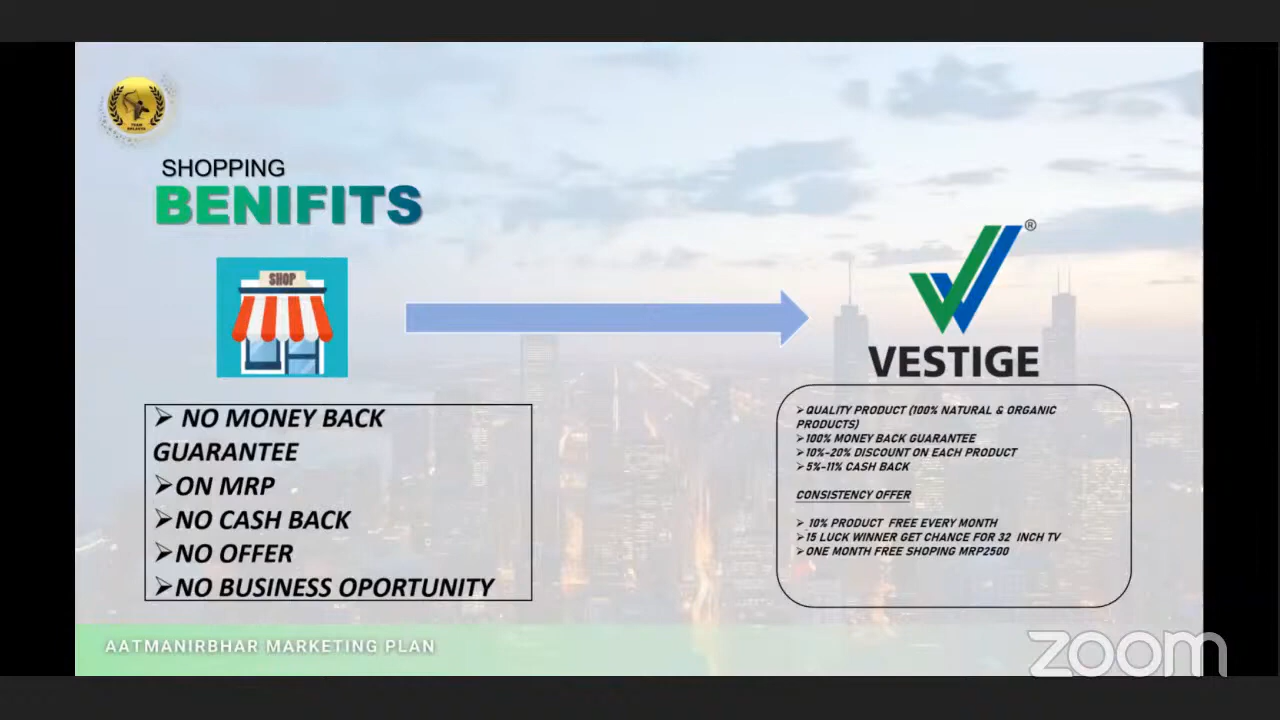 SHOPPING
BENIFITS
SHOP
➢ NO MONEY BACK
GUARANTEE
➢ON MRP
➢NO CASH BACK
➢NO OFFER
➢NO BUSINESS OPORTUNITY
®
VESTIGE
➢QUALITY PRODUCT (100% NATURAL & ORGANIC
PRODUCTS)
➢100% MONEY BACK GUARANTEE
➢10%-20% DISCOUNT ON EACH PRODUCT
➢5%-11% CASH BACK
CONSISTENCY OFFER
➢ 10% PRODUCT FREE EVERY MONTH
➢15 LUCK WINNER GET CHANCE FOR 32 INCH TV
➢ONE MONTH FREE SHOPING MRP2500
AATMANIRBHAR MARKETING PLAN
zoom